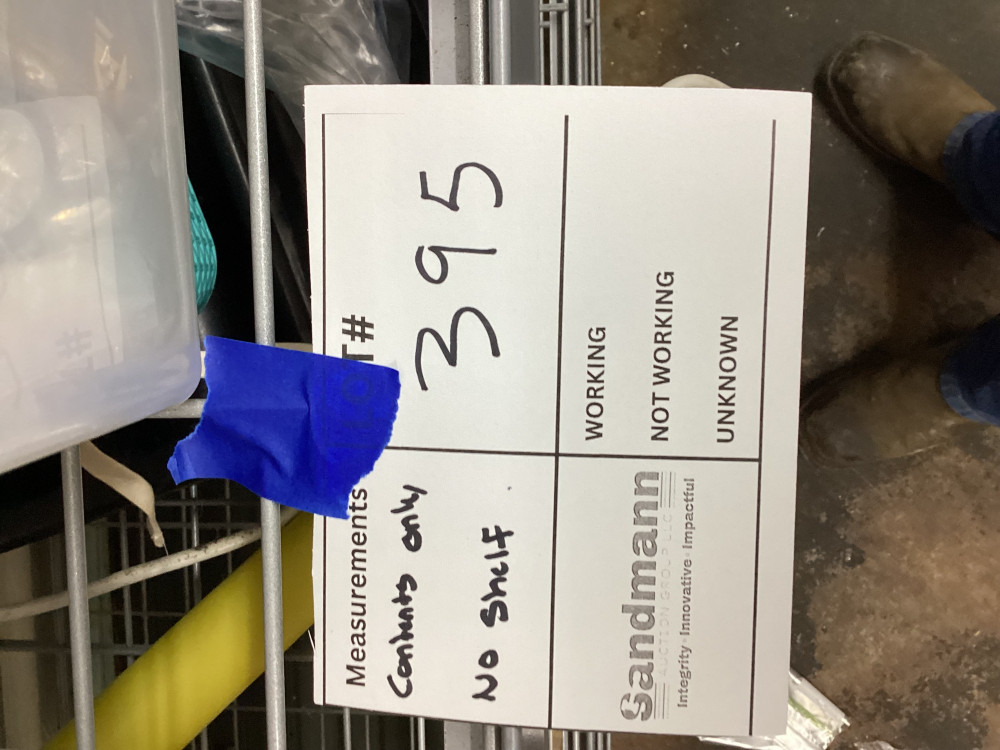 Measurements
Contents only
No Shelf
LOT#
395
Sandmann
AUCTION GROUP LLC
Integrity · Innovative · Impactful
WORKING
NOT WORKING
UNKNOWN